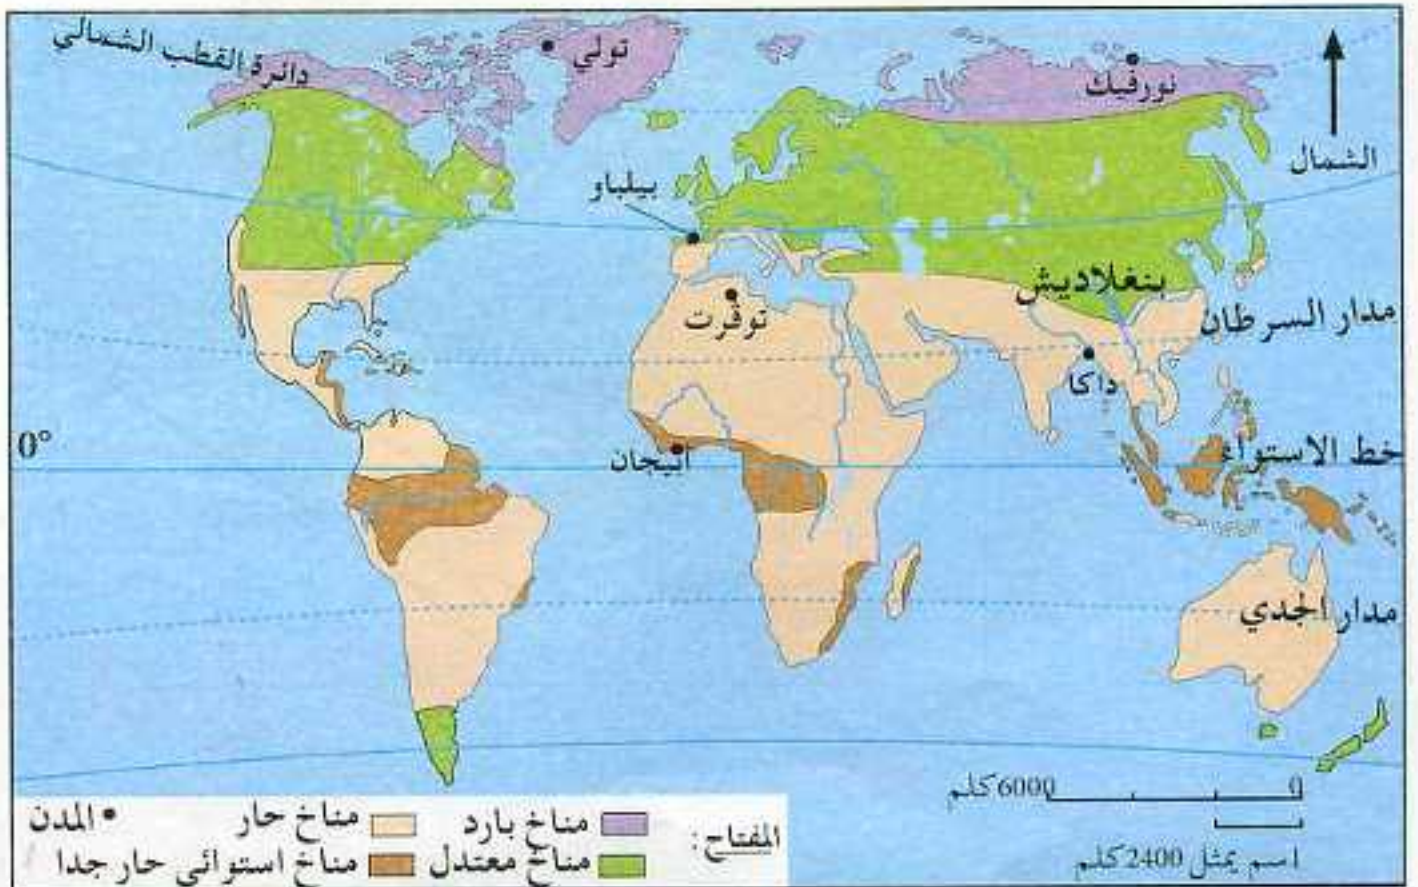 دائرة القطب الشمالي
تولي
نورفيك
الشمال
بيلباو
بنغلاديش
توقرت
مدار السرطان
داكا
0°
خط الاستواء
أبيجان
مدار الجدي
0
6000 كلم
1سم يمثل 2400 كلم
المفتاح:
مناخ بارد
مناخ حار
المدن
مناخ معتدل
مناخ استوائي حار جدا